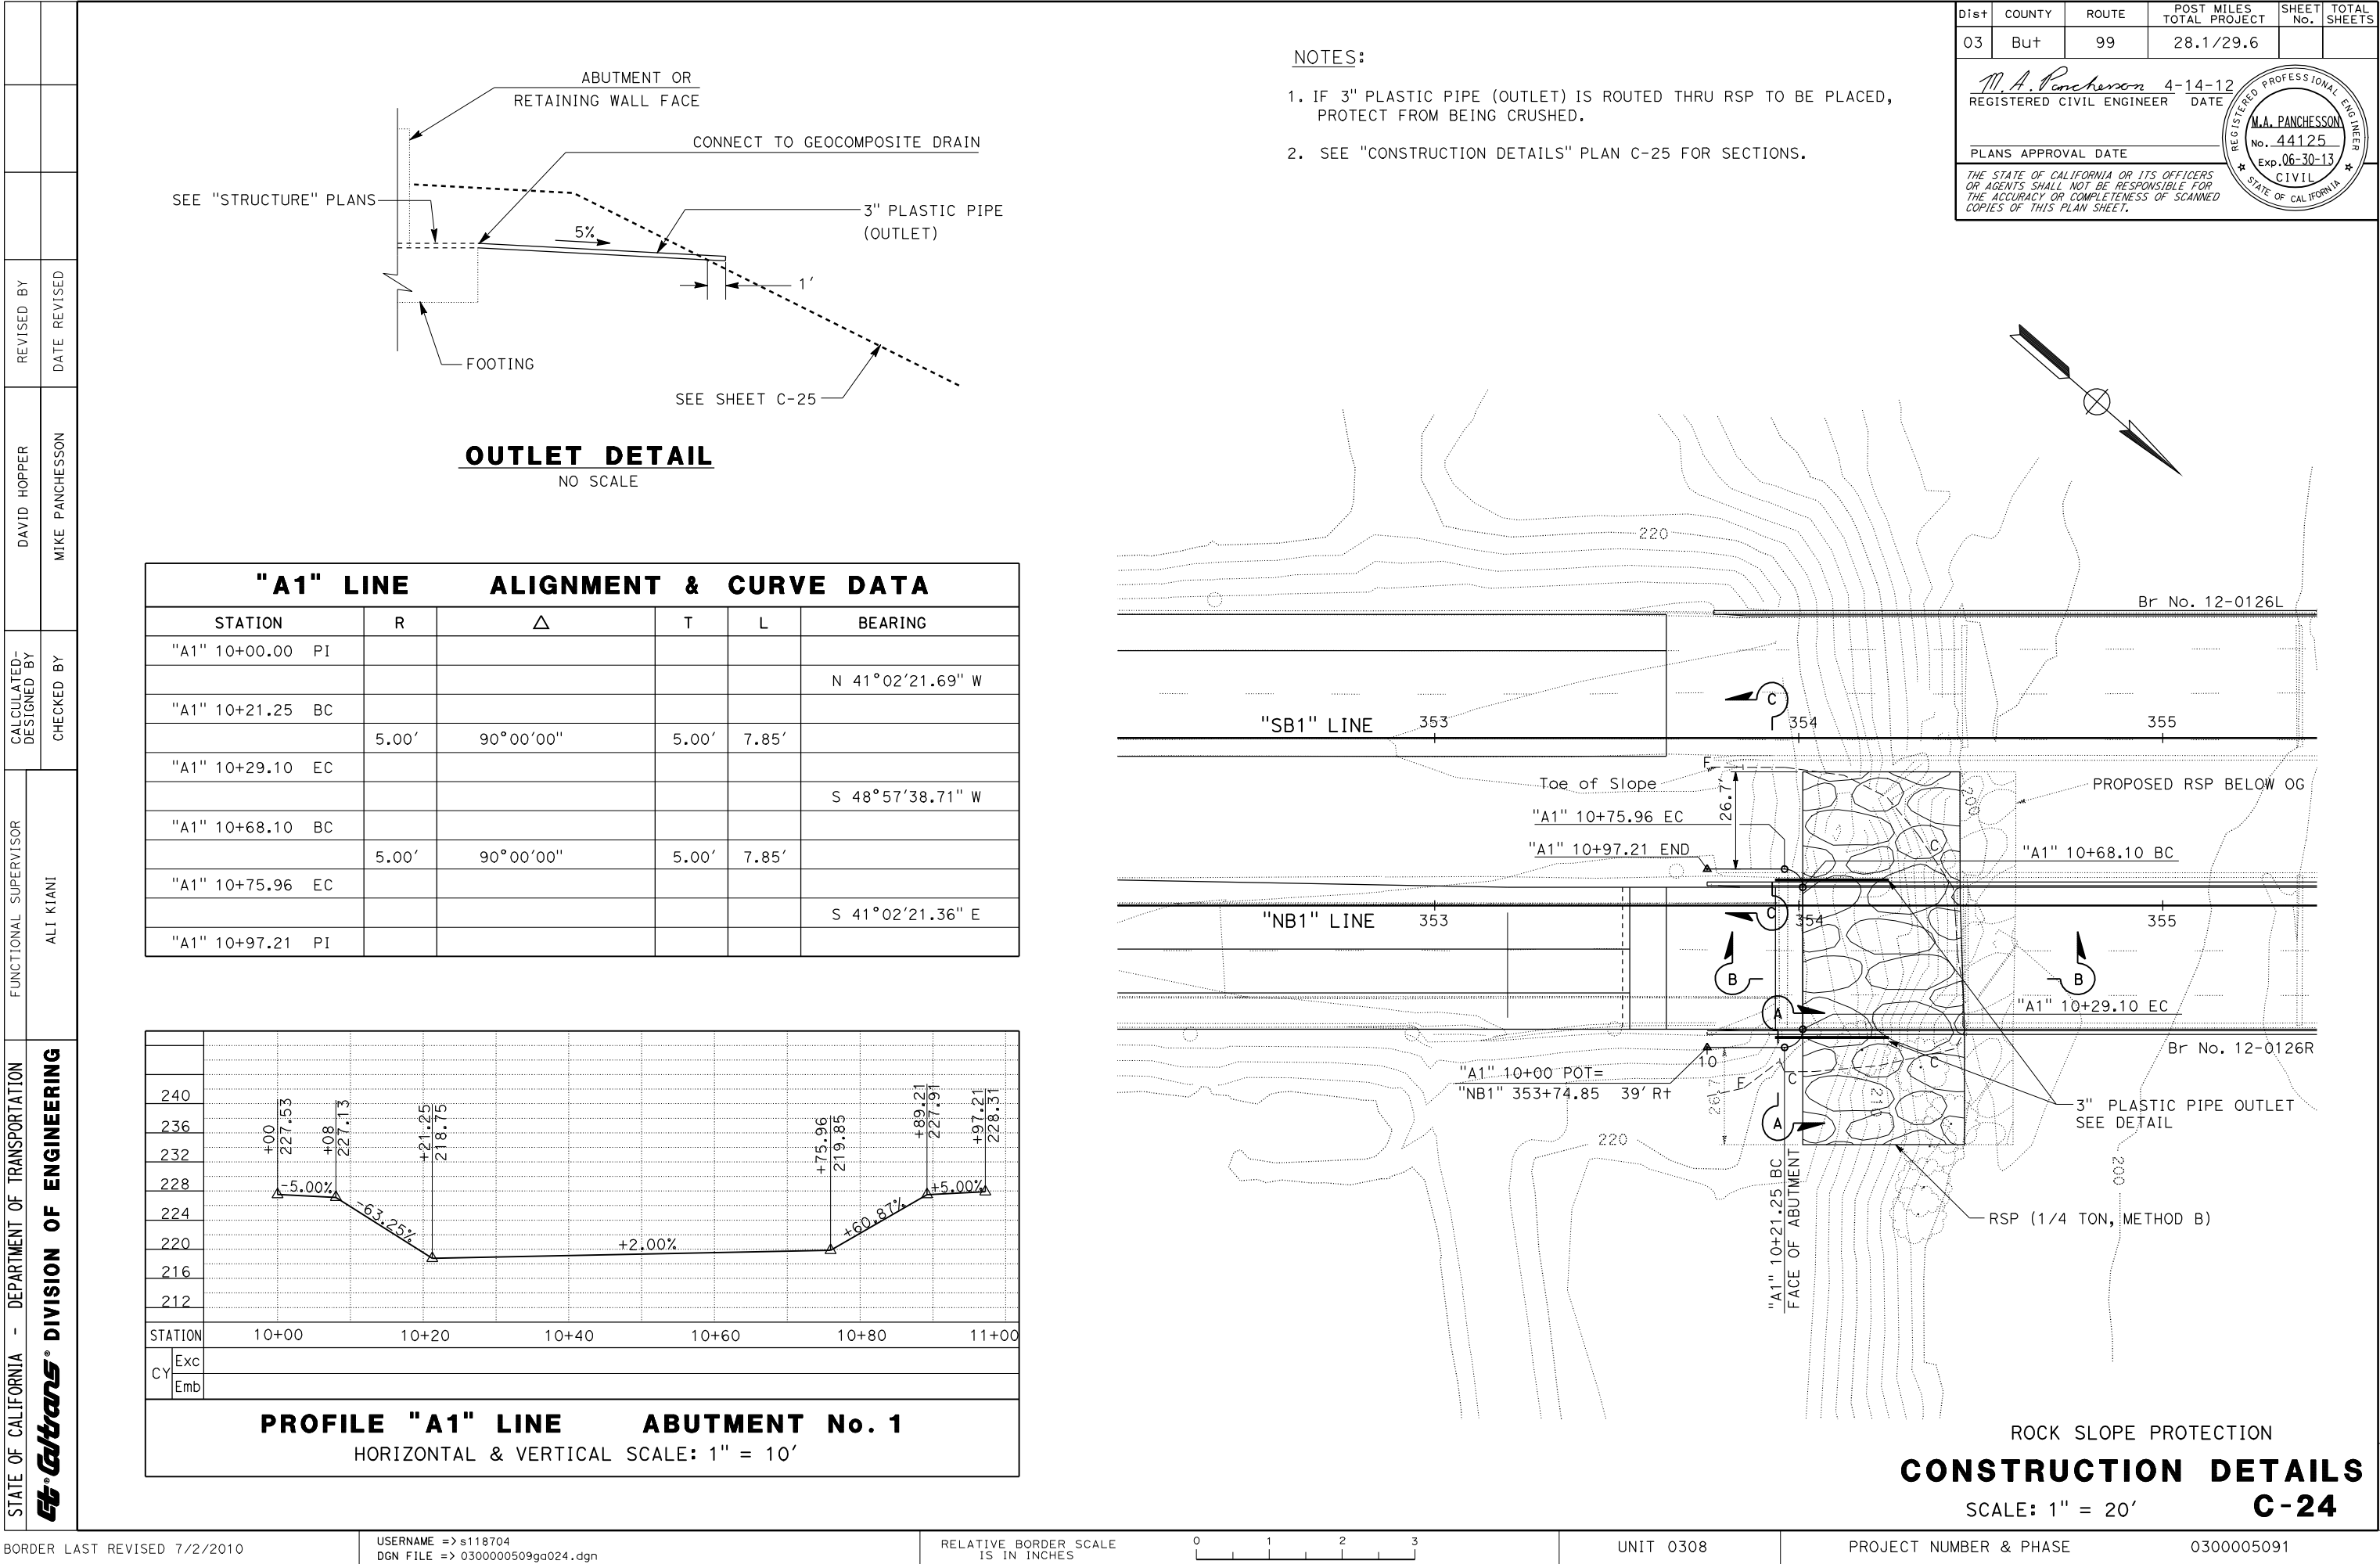 Dist COUNTY ROUTE POST MILES TOTAL PROJECT SHEET No. TOTAL SHEETS
03 But 99 28.1/29.6
M. A. Panchesson 4-14-12
REGISTERED CIVIL ENGINEER DATE
PLANS APPROVAL DATE
THE STATE OF CALIFORNIA OR ITS OFFICERS
OR AGENTS SHALL NOT BE RESPONSIBLE FOR
THE ACCURACY OR COMPLETENESS OF SCANNED
COPIES OF THIS PLAN SHEET.
REGISTERED PROFESSIONAL ENGINEER
M.A. PANCHESSON
No. 44125
Exp. 06-30-13
CIVIL
STATE OF CALIFORNIA
NOTES:
1. IF 3" PLASTIC PIPE (OUTLET) IS ROUTED THRU RSP TO BE PLACED,
PROTECT FROM BEING CRUSHED.
2. SEE "CONSTRUCTION DETAILS" PLAN C-25 FOR SECTIONS.
ABUTMENT OR
RETAINING WALL FACE
CONNECT TO GEOCOMPOSITE DRAIN
SEE "STRUCTURE" PLANS
3" PLASTIC PIPE
(OUTLET)
5%
1'
FOOTING
SEE SHEET C-25
OUTLET DETAIL
NO SCALE
"A1" LINE ALIGNMENT & CURVE DATA
STATION R △ T L BEARING
"A1" 10+00.00 PI
N 41°02'21.69" W
"A1" 10+21.25 BC
5.00' 90°00'00" 5.00' 7.85'
"A1" 10+29.10 EC
S 48°57'38.71" W
"A1" 10+68.10 BC
5.00' 90°00'00" 5.00' 7.85'
"A1" 10+75.96 EC
S 41°02'21.36" E
"A1" 10+97.21 PI
240
236
232
228
224
220
216
212
+00 227.53
+08 227.13
+21.25 218.75
+75.96 219.85
+89.21 227.91
+97.21 228.31
-5.00%
-63.25%
+2.00%
+60.87%
+5.00%
STATION 10+00 10+20 10+40 10+60 10+80 11+00
CY Exc
Emb
PROFILE "A1" LINE ABUTMENT No. 1
HORIZONTAL & VERTICAL SCALE: 1" = 10'
220
Br No. 12-0126L
C
"SB1" LINE 353 354 355
F
Toe of Slope
26.7'
200
PROPOSED RSP BELOW OG
"A1" 10+75.96 EC
"A1" 10+97.21 END
C
"A1" 10+68.10 BC
C
"NB1" LINE 353 354 355
B
B
A
"A1" 10+29.10 EC
Br No. 12-0126R
10
"A1" 10+00 POT=
"NB1" 353+74.85 39' Rt
26.7'
F
C
C
210
A
3" PLASTIC PIPE OUTLET
SEE DETAIL
220
200
"A1" 10+21.25 BC
FACE OF ABUTMENT
RSP (1/4 TON, METHOD B)
ROCK SLOPE PROTECTION
CONSTRUCTION DETAILS
SCALE: 1" = 20' C-24
REVISED BY
DATE REVISED
DAVID HOPPER
MIKE PANCHESSON
CALCULATED-
DESIGNED BY
CHECKED BY
FUNCTIONAL SUPERVISOR
ALI KIANI
STATE OF CALIFORNIA - DEPARTMENT OF TRANSPORTATION
Caltrans DIVISION OF ENGINEERING
BORDER LAST REVISED 7/2/2010
USERNAME => s118704
DGN FILE => 0300000509ga024.dgn
RELATIVE BORDER SCALE
IS IN INCHES
0 1 2 3
UNIT 0308
PROJECT NUMBER & PHASE 03000005091